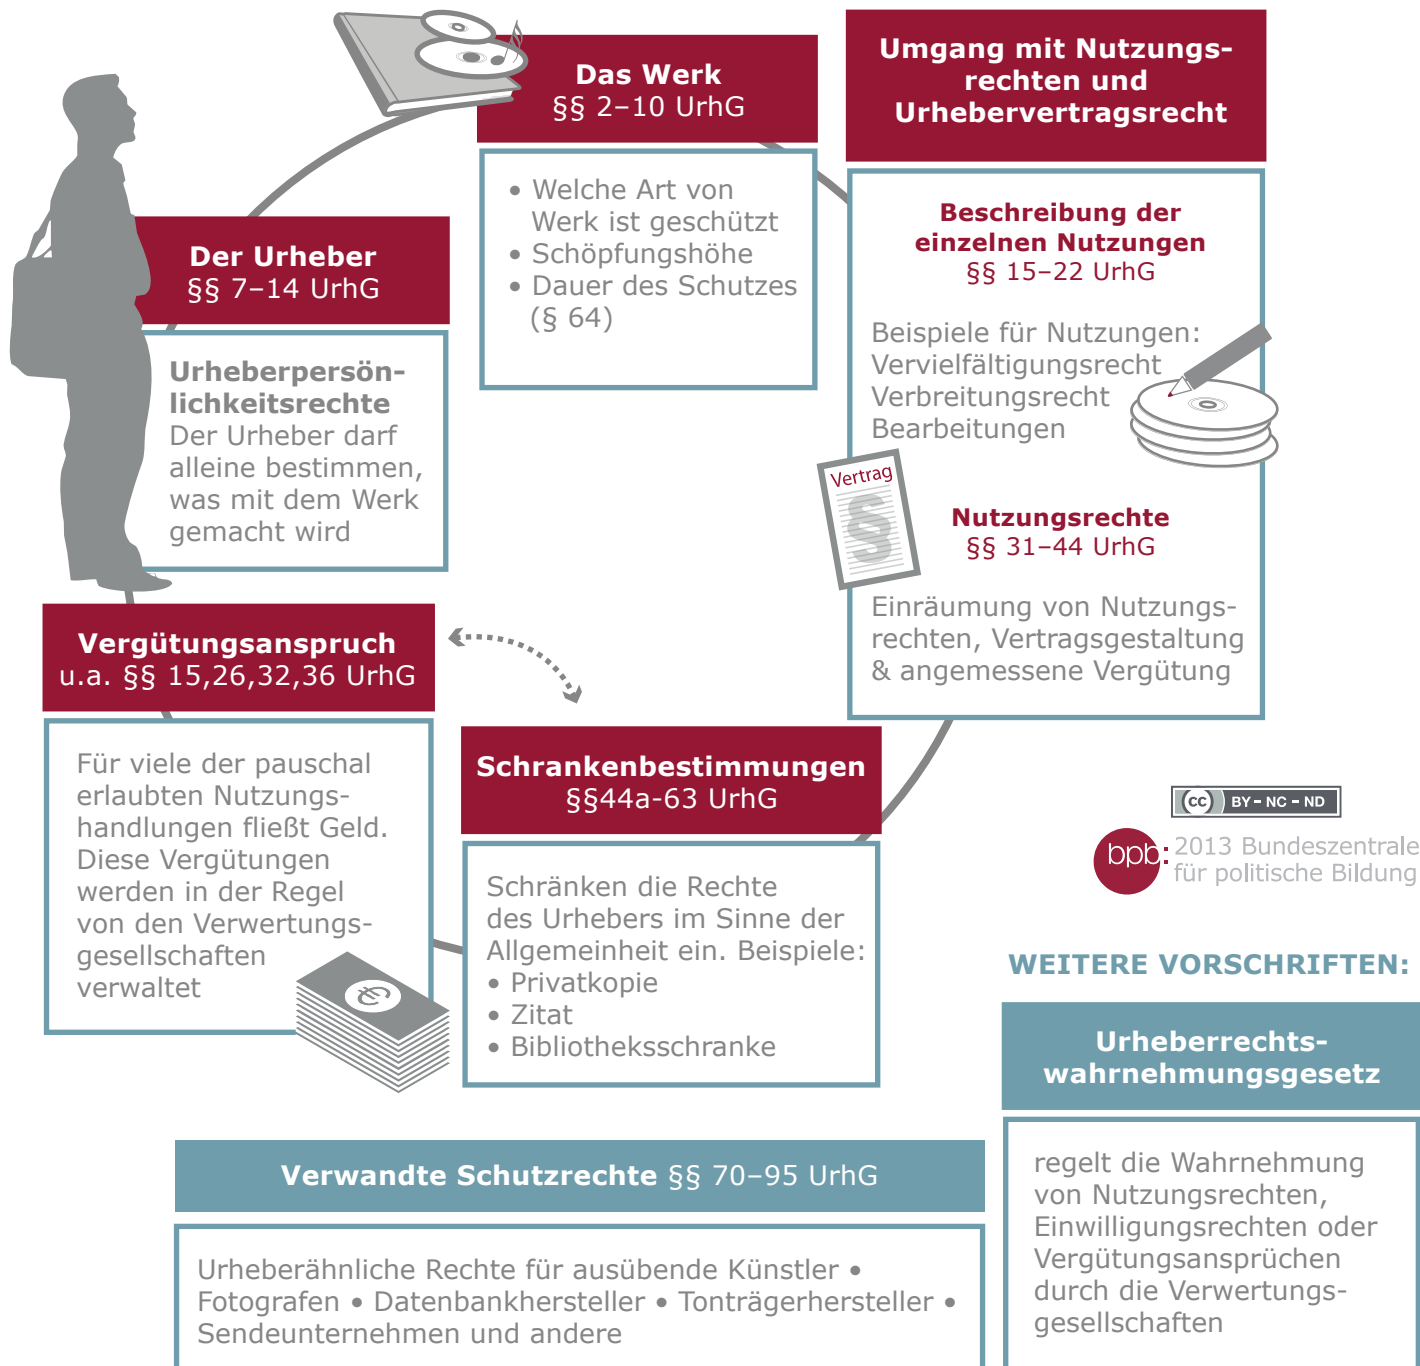 Das Werk
§§ 2–10 UrhG
• Welche Art von
Werk ist geschützt
• Schöpfungshöhe
• Dauer des Schutzes
(§ 64)
Umgang mit Nutzungs-
rechten und
Urhebervertragsrecht
Beschreibung der
einzelnen Nutzungen
§§ 15–22 UrhG
Beispiele für Nutzungen:
Vervielfältigungsrecht
Verbreitungsrecht
Bearbeitungen
Vertrag
§
Nutzungsrechte
§§ 31–44 UrhG
Einräumung von Nutzungs-
rechten, Vertragsgestaltung
& angemessene Vergütung
Der Urheber
§§ 7–14 UrhG
Urheberpersön-
lichkeitsrechte
Der Urheber darf
alleine bestimmen,
was mit dem Werk
gemacht wird
Vergütungsanspruch
u.a. §§ 15,26,32,36 UrhG
Für viele der pauschal
erlaubten Nutzungs-
handlungen fließt Geld.
Diese Vergütungen
werden in der Regel
von den Verwertungs-
gesellschaften
verwaltet
€
Schrankenbestimmungen
§§44a-63 UrhG
Schränken die Rechte
des Urhebers im Sinne der
Allgemeinheit ein. Beispiele:
• Privatkopie
• Zitat
• Bibliotheksschranke
cc BY – NC – ND
bpb: 2013 Bundeszentrale
für politische Bildung
WEITERE VORSCHRIFTEN:
Urheberrechts-
wahrnehmungsgesetz
regelt die Wahrnehmung
von Nutzungsrechten,
Einwilligungsrechten oder
Vergütungsansprüchen
durch die Verwertungs-
gesellschaften
Verwandte Schutzrechte §§ 70–95 UrhG
Urheberähnliche Rechte für ausübende Künstler •
Fotografen • Datenbankhersteller • Tonträgerhersteller •
Sendeunternehmen und andere